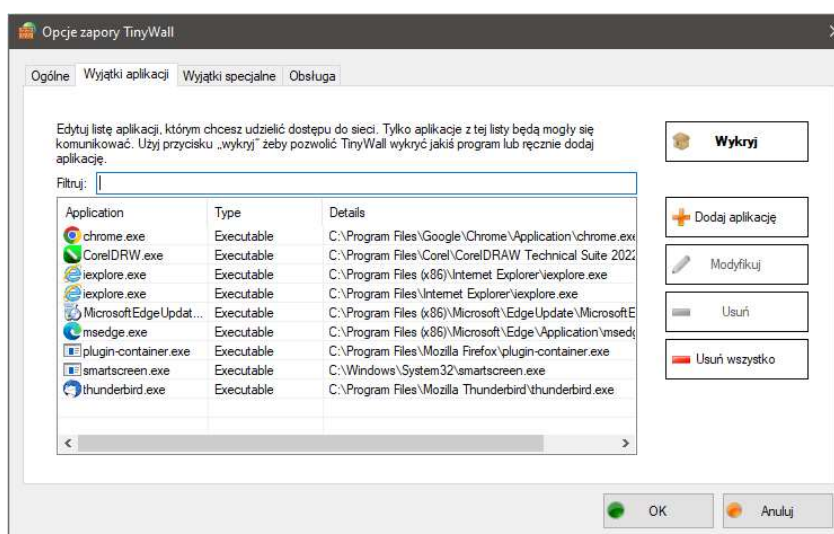 Opcje zapory TinyWall
Ogólne Wyjątki aplikacji Wyjątki specjalne Obsługa
Edytuj listę aplikacji, którym chcesz udzielić dostępu do sieci. Tylko aplikacje z tej listy będą mogły się
komunikować. Użyj przycisku „wykryj” żeby pozwolić TinyWall wykryć jakiś program lub ręcznie dodaj
aplikację.
Wykryj
Filtruj:
Application Type Details
chrome.exe Executable C:\Program Files\Google\Chrome\Application\chrome.exe
CorelDRW.exe Executable C:\Program Files\Corel\CorelDRAW Technical Suite 2022
iexplore.exe Executable C:\Program Files (x86)\Internet Explorer\iexplore.exe
iexplore.exe Executable C:\Program Files\Internet Explorer\iexplore.exe
MicrosoftEdgeUpdat... Executable C:\Program Files (x86)\Microsoft\EdgeUpdate\MicrosoftE
msedge.exe Executable C:\Program Files (x86)\Microsoft\Edge\Application\msedg
plugin-container.exe Executable C:\Program Files\Mozilla Firefox\plugin-container.exe
smartscreen.exe Executable C:\Windows\System32\smartscreen.exe
thunderbird.exe Executable C:\Program Files\Mozilla Thunderbird\thunderbird.exe
Dodaj aplikację
Modyfikuj
Usuń
Usuń wszystko
OK Anuluj